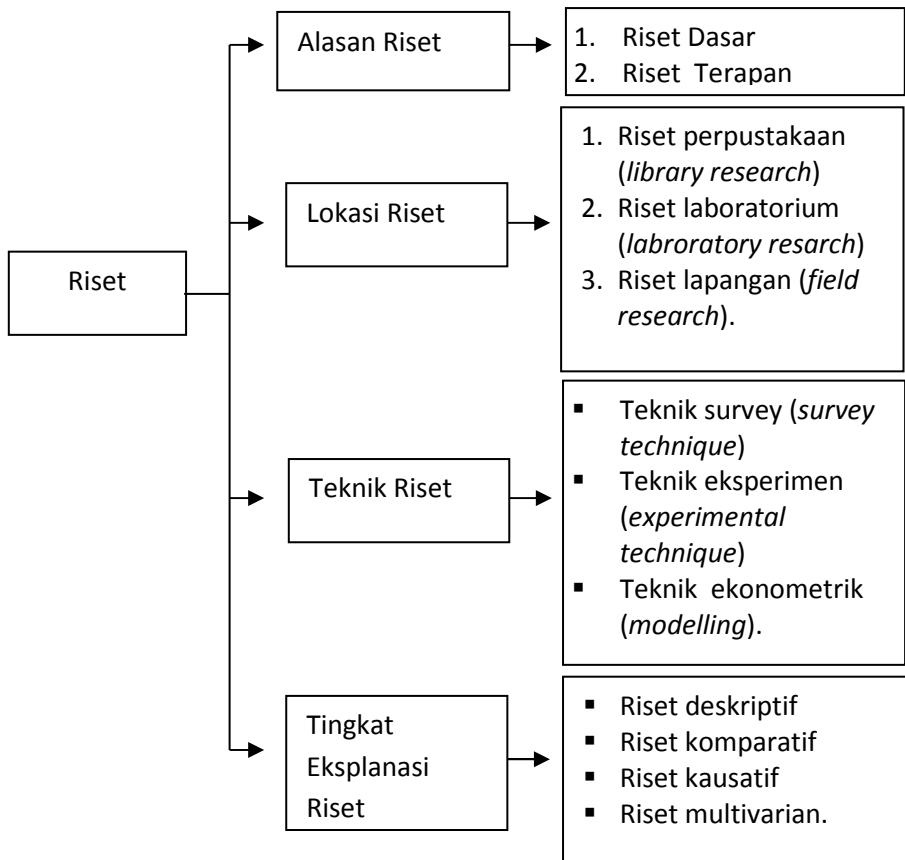 Riset
Alasan Riset
1. Riset Dasar
2. Riset Terapan
Lokasi Riset
1. Riset perpustakaan
(library research)
2. Riset laboratorium
(labroratory resarch)
3. Riset lapangan (field
research).
Teknik Riset
▪ Teknik survey (survey
technique)
▪ Teknik eksperimen
(experimental
technique)
▪ Teknik ekonometrik
(modelling).
Tingkat
Eksplanasi
Riset
▪ Riset deskriptif
▪ Riset komparatif
▪ Riset kausatif
▪ Riset multivarian.